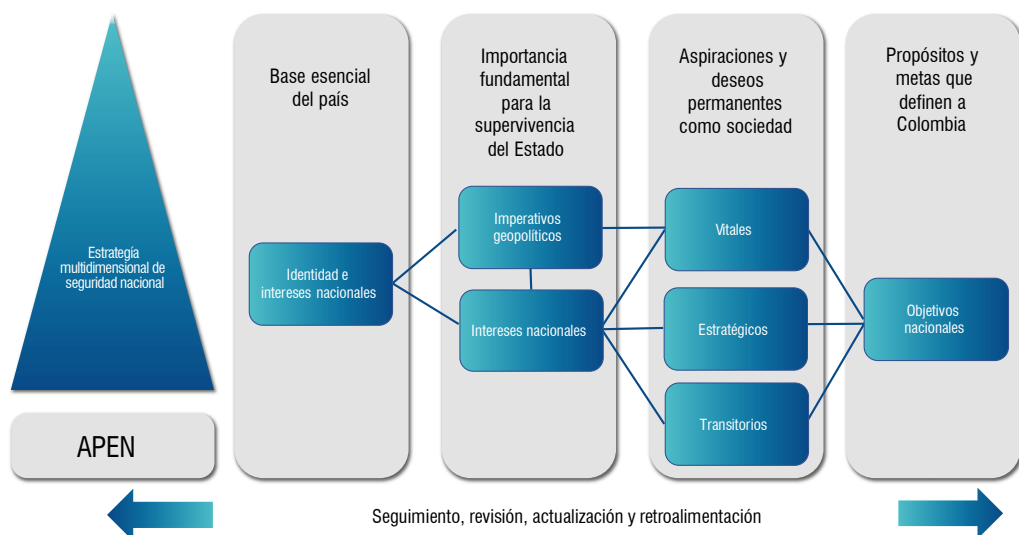 Estrategía
multidimensional de
seguridad nacional
APEN
Base esencial
del país
Identidad e
intereses nacionales
Importancia
fundamental
para la
supervivencia
del Estado
Imperativos
geopolíticos
Intereses nacionales
Aspiraciones y
deseos
permanentes
como sociedad
Vitales
Estratégicos
Transitorios
Propósitos y
metas que
definen a
Colombia
Objetivos
nacionales
Seguimiento, revisión, actualización y retroalimentación